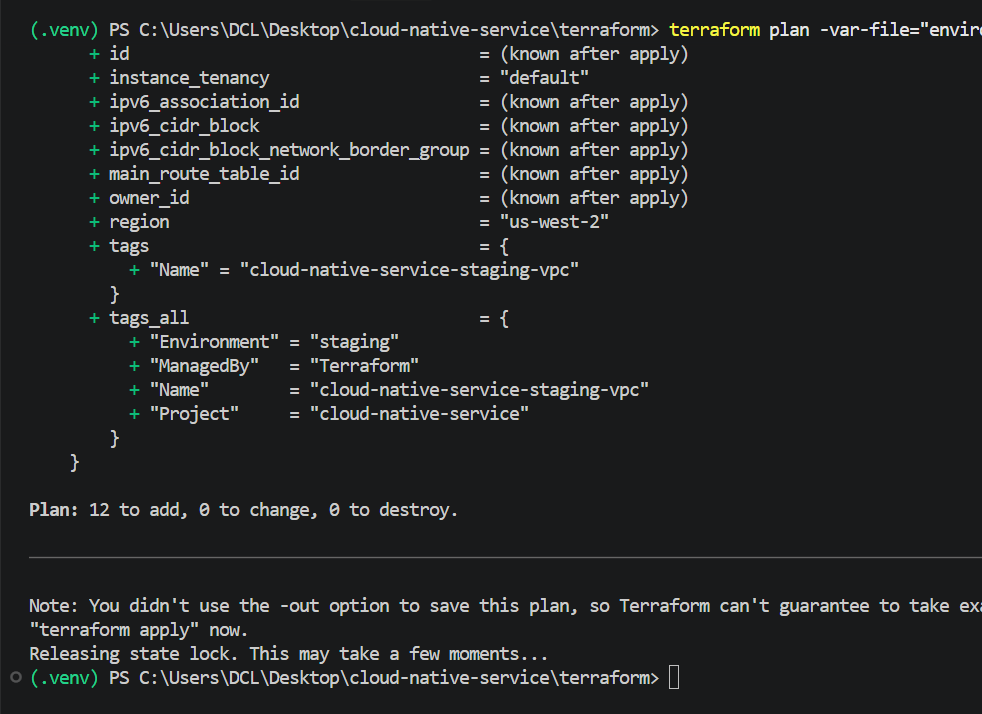 (.venv) PS C:\Users\DCL\Desktop\cloud-native-service\terraform> terraform plan -var-file="enviro
+ id = (known after apply)
+ instance_tenancy = "default"
+ ipv6_association_id = (known after apply)
+ ipv6_cidr_block = (known after apply)
+ ipv6_cidr_block_network_border_group = (known after apply)
+ main_route_table_id = (known after apply)
+ owner_id = (known after apply)
+ region = "us-west-2"
+ tags = {
+ "Name" = "cloud-native-service-staging-vpc"
}
+ tags_all = {
+ "Environment" = "staging"
+ "ManagedBy" = "Terraform"
+ "Name" = "cloud-native-service-staging-vpc"
+ "Project" = "cloud-native-service"
}
}
Plan: 12 to add, 0 to change, 0 to destroy.
Note: You didn't use the -out option to save this plan, so Terraform can't guarantee to take exa
"terraform apply" now.
Releasing state lock. This may take a few moments...
(.venv) PS C:\Users\DCL\Desktop\cloud-native-service\terraform>